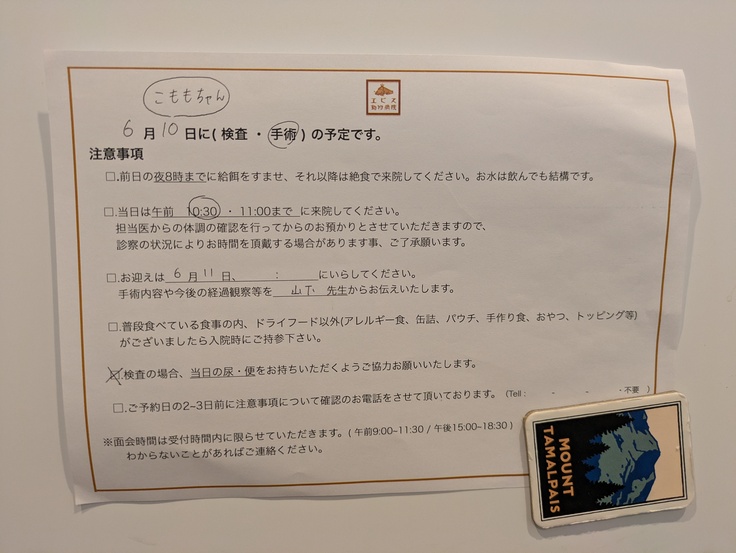 こももちゃん
エビス
動物病院
6月10日に( 検査 ・ 手術 ) の予定です。
注意事項
□.前日の夜8時までに給餌をすませ、それ以降は絶食で来院してください。お水は飲んでも結構です。
□.当日は午前 10:30 ・ 11:00まで に来院してください。
担当医からの体調の確認を行ってからのお預かりとさせていただきますので、
診察の状況によりお時間を頂戴する場合があります事、ご了承願います。
□.お迎えは 6月11日、 : にいらしてください。
手術内容や今後の経過観察等を 山下 先生からお伝えいたします。
□.普段食べている食事の内、ドライフード以外(アレルギー食、缶詰、パウチ、手作り食、おやつ、トッピング等)
がございましたら入院時にご持参下さい。
□.検査の場合、当日の尿・便をお持ちいただくようご協力お願いいたします。
□.ご予約日の2–3日前に注意事項について確認のお電話をさせて頂いております。 (Tell : - - ・不要 )
※面会時間は受付時間内に限らせていただきます。( 午前9:00–11:30 / 午後15:00–18:30 )
わからないことがあればご連絡ください。
MOUNT
TAMALPAIS